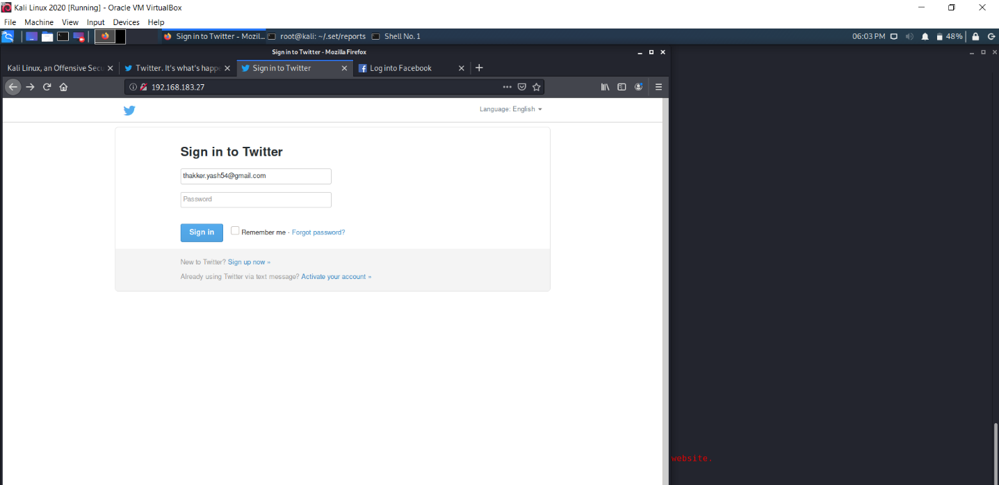 Kali Linux 2020 [Running] - Oracle VM VirtualBox
File Machine View Input Devices Help
Sign in to Twitter - Mozil... root@kali: ~/.set/reports Shell No. 1 06:03 PM 48%
Sign in to Twitter - Mozilla Firefox
Kali Linux, an Offensive Secu Twitter. It's what's happe Sign in to Twitter Log into Facebook
192.168.183.27
Language: English
Sign in to Twitter
thakker.yash54@gmail.com
Password
Sign in Remember me · Forgot password?
New to Twitter? Sign up now »
Already using Twitter via text message? Activate your account »
website.